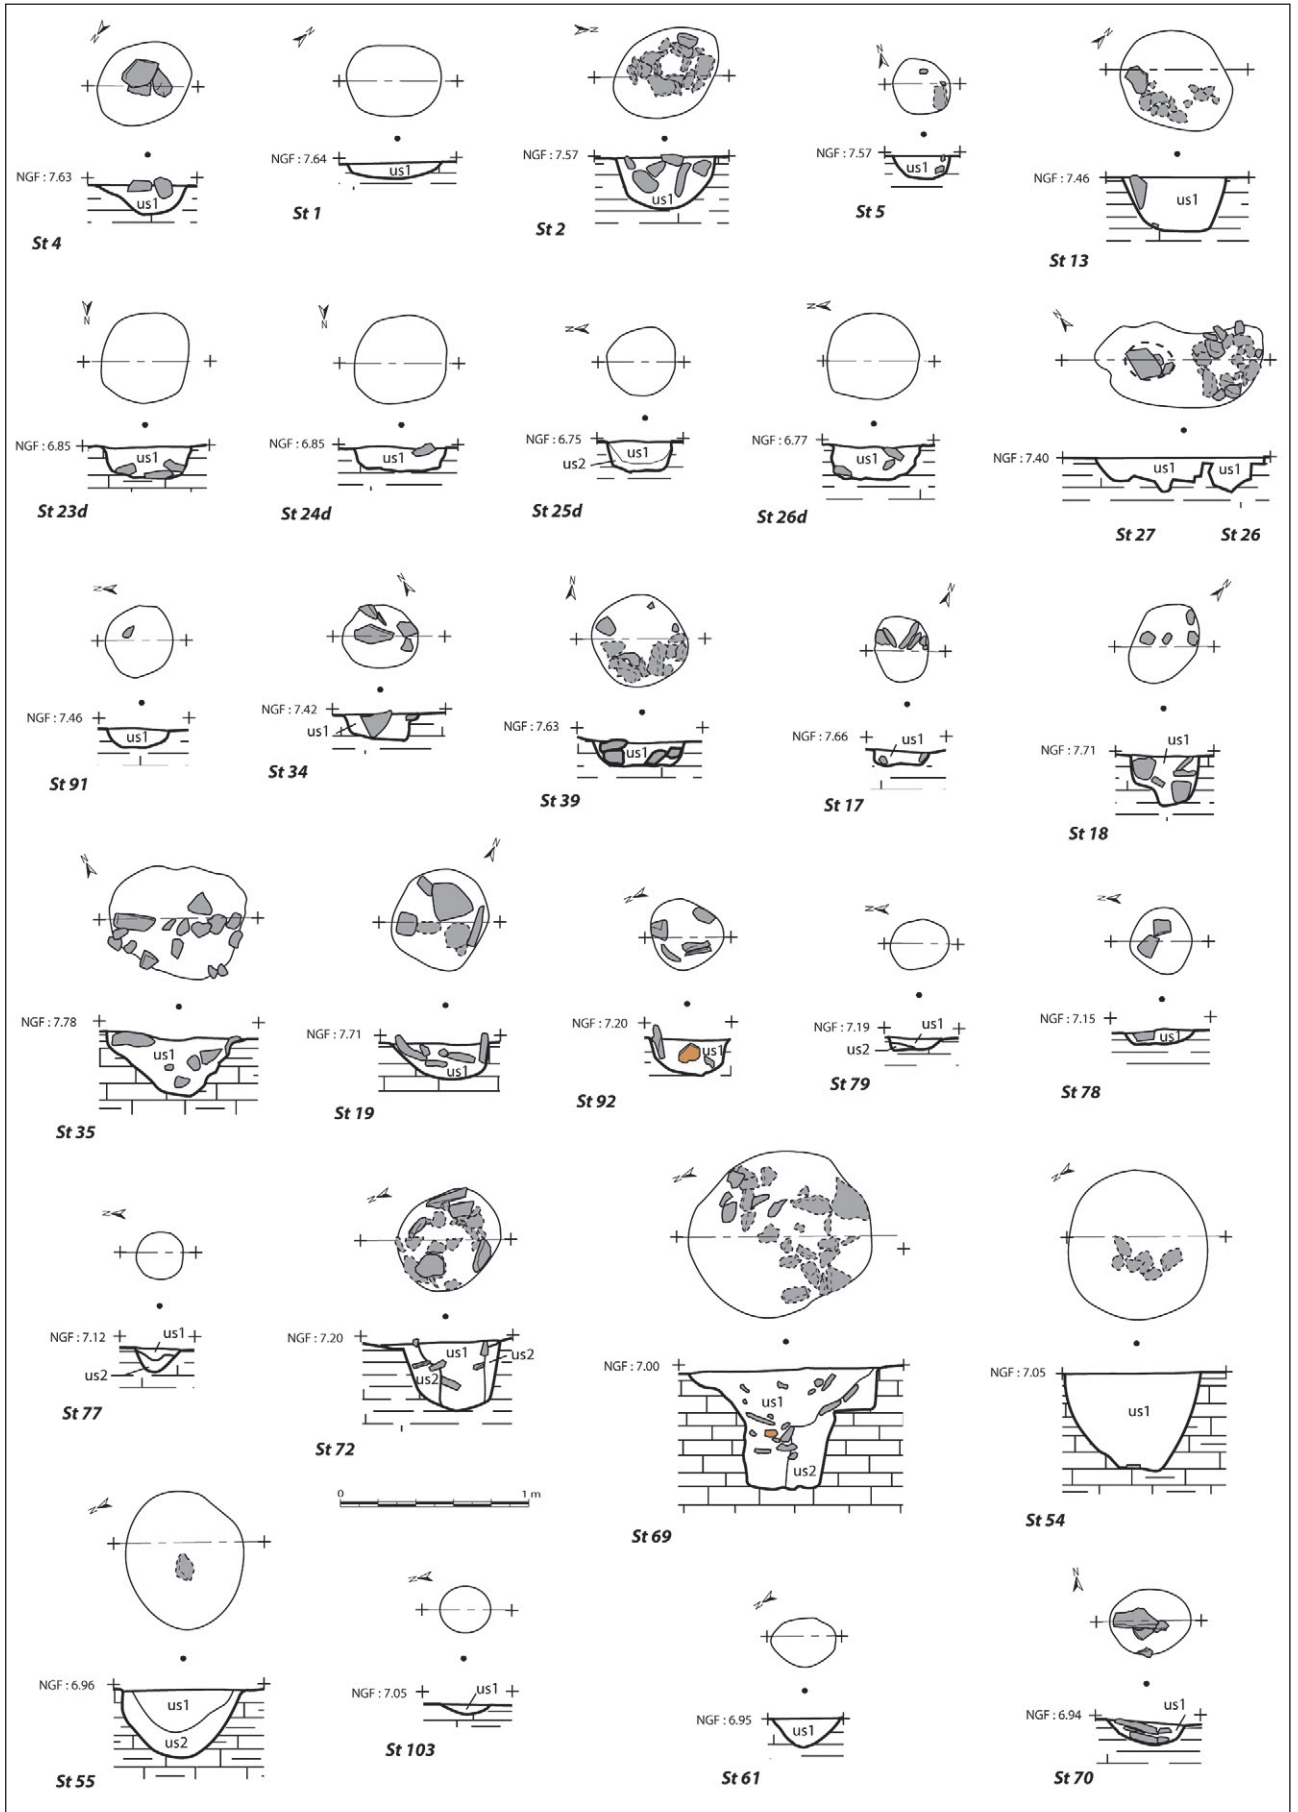 N
N
N
N
N
NGF : 7.63
us1
St 4
NGF : 7.64
us1
St 1
NGF : 7.57
us1
St 2
NGF : 7.57
us1
St 5
NGF : 7.46
us1
St 13
N
N
N
N
N
NGF : 6.85
us1
St 23d
NGF : 6.85
us1
St 24d
NGF : 6.75
us1
us2
St 25d
NGF : 6.77
us1
St 26d
NGF : 7.40
us1
us1
St 27
St 26
N
N
N
N
N
NGF : 7.46
us1
St 91
NGF : 7.42
us1
St 34
NGF : 7.63
us1
St 39
NGF : 7.66
us1
St 17
NGF : 7.71
us1
St 18
N
N
N
N
N
NGF : 7.78
us1
St 35
NGF : 7.71
us1
St 19
NGF : 7.20
us1
St 92
NGF : 7.19
us1
us2
St 79
NGF : 7.15
us1
St 78
N
N
N
N
NGF : 7.12
us1
us2
St 77
NGF : 7.20
us1
us2
us2
St 72
NGF : 7.00
us1
us2
St 69
NGF : 7.05
us1
St 54
0 1 m
N
N
N
N
NGF : 6.96
us1
us2
St 55
NGF : 7.05
us1
St 103
NGF : 6.95
us1
St 61
NGF : 6.94
us1
St 70